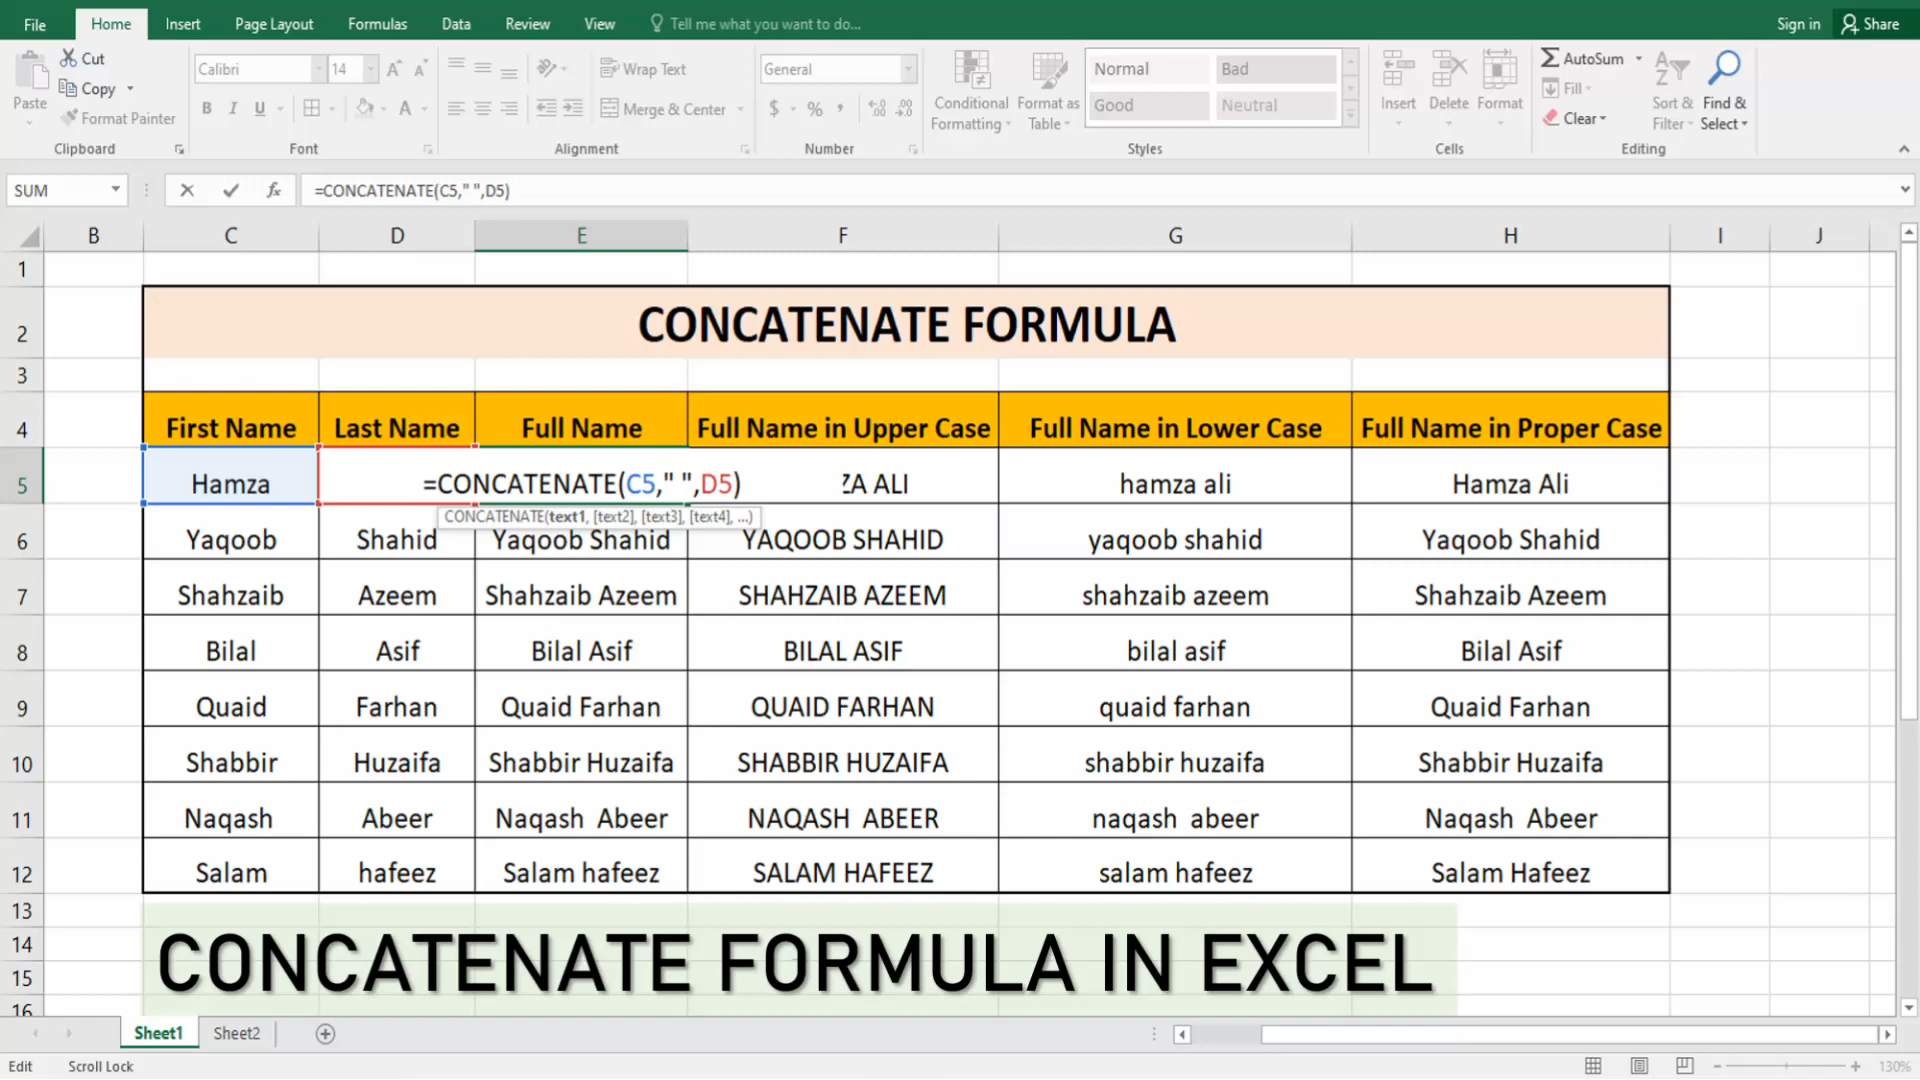 File Home Insert Page Layout Formulas Data Review View Tell me what you want to do... Sign in Share
Paste Cut Copy Format Painter Clipboard
Calibri 14 A A B I U A Font
Wrap Text Merge & Center Alignment
General $ % , Number
Conditional Formatting Format as Table Normal Bad Good Neutral Styles
Insert Delete Format Cells
AutoSum Fill Clear Sort & Filter Find & Select Editing
SUM fx =CONCATENATE(C5," ",D5)
B C D E F G H I J
1
2 CONCATENATE FORMULA
3
4 First Name Last Name Full Name Full Name in Upper Case Full Name in Lower Case Full Name in Proper Case
5 Hamza =CONCATENATE(C5," ",D5) ZA ALI hamza ali Hamza Ali
CONCATENATE(text1, [text2], [text3], [text4], ...)
6 Yaqoob Shahid Yaqoob Shahid YAQOOB SHAHID yaqoob shahid Yaqoob Shahid
7 Shahzaib Azeem Shahzaib Azeem SHAHZAIB AZEEM shahzaib azeem Shahzaib Azeem
8 Bilal Asif Bilal Asif BILAL ASIF bilal asif Bilal Asif
9 Quaid Farhan Quaid Farhan QUAID FARHAN quaid farhan Quaid Farhan
10 Shabbir Huzaifa Shabbir Huzaifa SHABBIR HUZAIFA shabbir huzaifa Shabbir Huzaifa
11 Naqash Abeer Naqash  Abeer NAQASH  ABEER naqash  abeer Naqash  Abeer
12 Salam hafeez Salam hafeez SALAM HAFEEZ salam hafeez Salam Hafeez
13
14 CONCATENATE FORMULA IN EXCEL
15
16
Sheet1 Sheet2
Edit Scroll Lock 130%